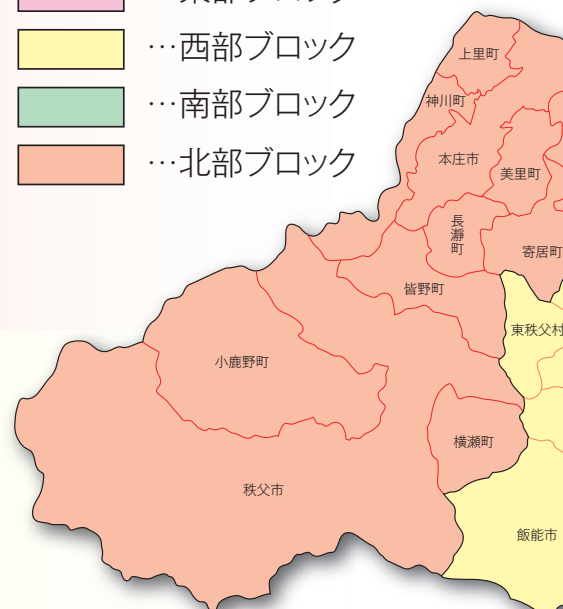 …西部ブロック
…南部ブロック
…北部ブロック
上里町
神川町
本庄市
美里町
長瀞町
寄居町
皆野町
東秩父村
小鹿野町
横瀬町
秩父市
飯能市